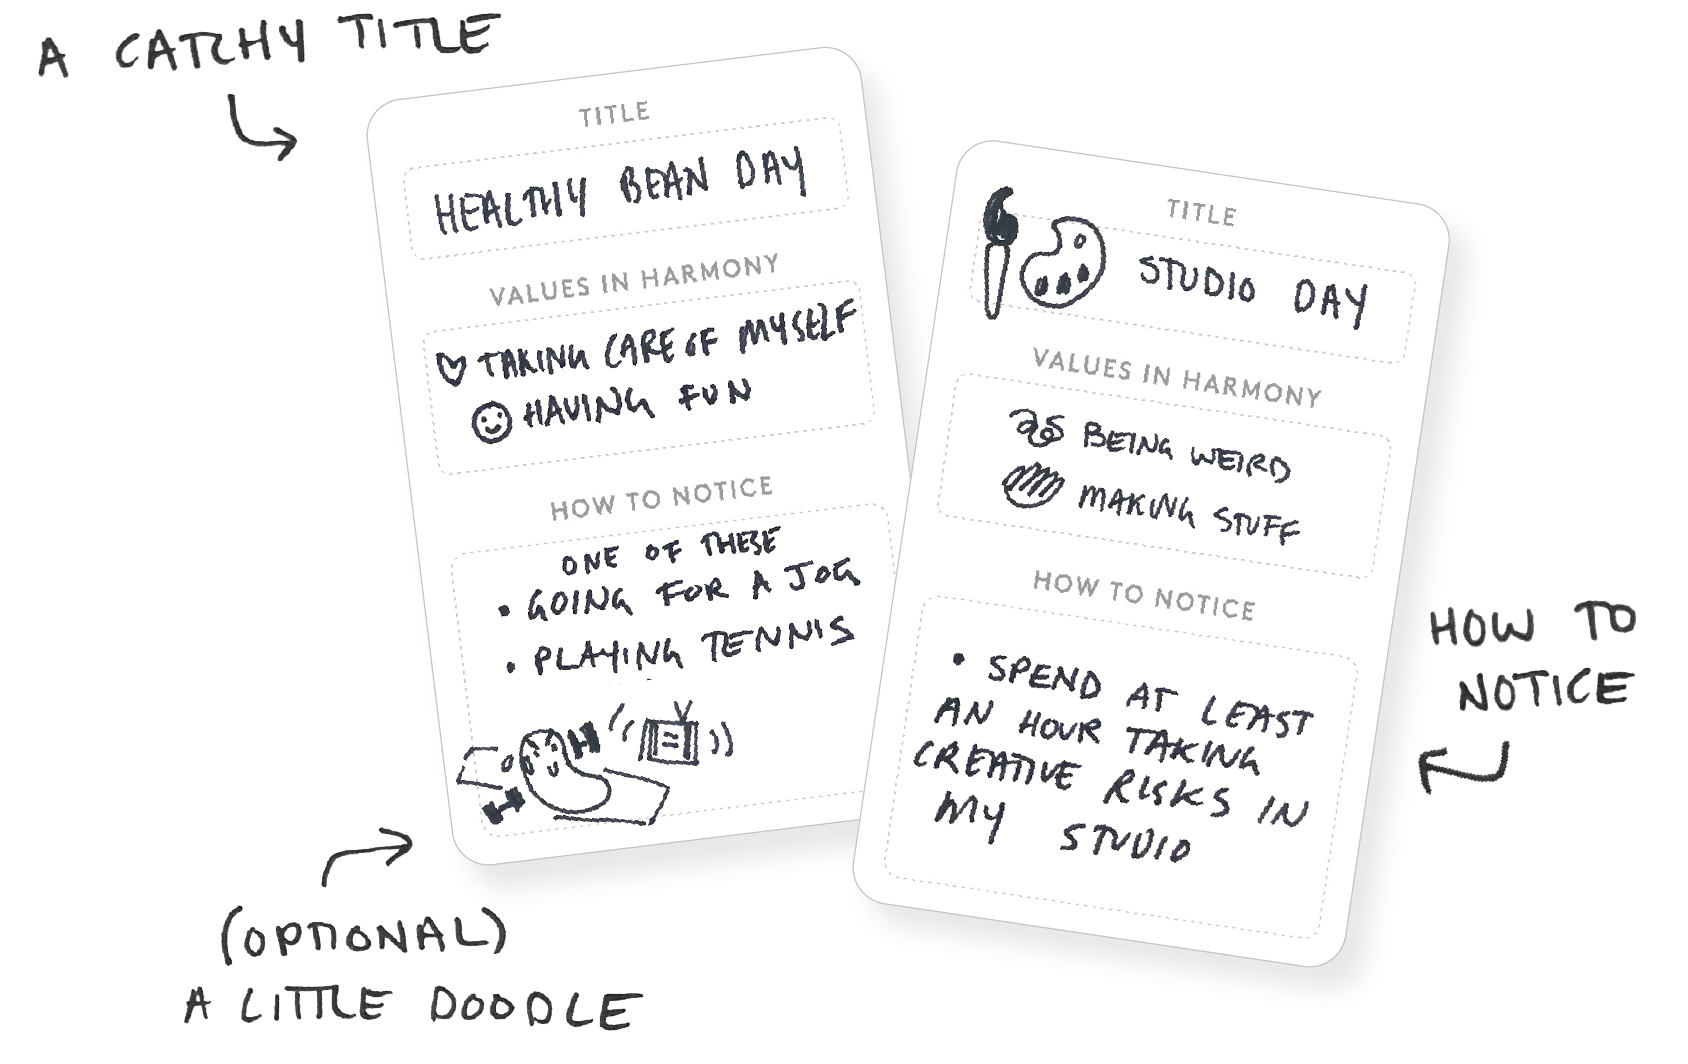 A CATCHY TITLE
TITLE
HEALTHY BEAN DAY
VALUES IN HARMONY
TAKING CARE OF MYSELF
HAVING FUN
HOW TO NOTICE
ONE OF THESE
• GOING FOR A JOG
• PLAYING TENNIS
(OPTIONAL)
A LITTLE DOODLE
TITLE
STUDIO DAY
VALUES IN HARMONY
BEING WEIRD
MAKING STUFF
HOW TO NOTICE
• SPEND AT LEAST
AN HOUR TAKING
CREATIVE RISKS IN
MY STUDIO
HOW TO
NOTICE